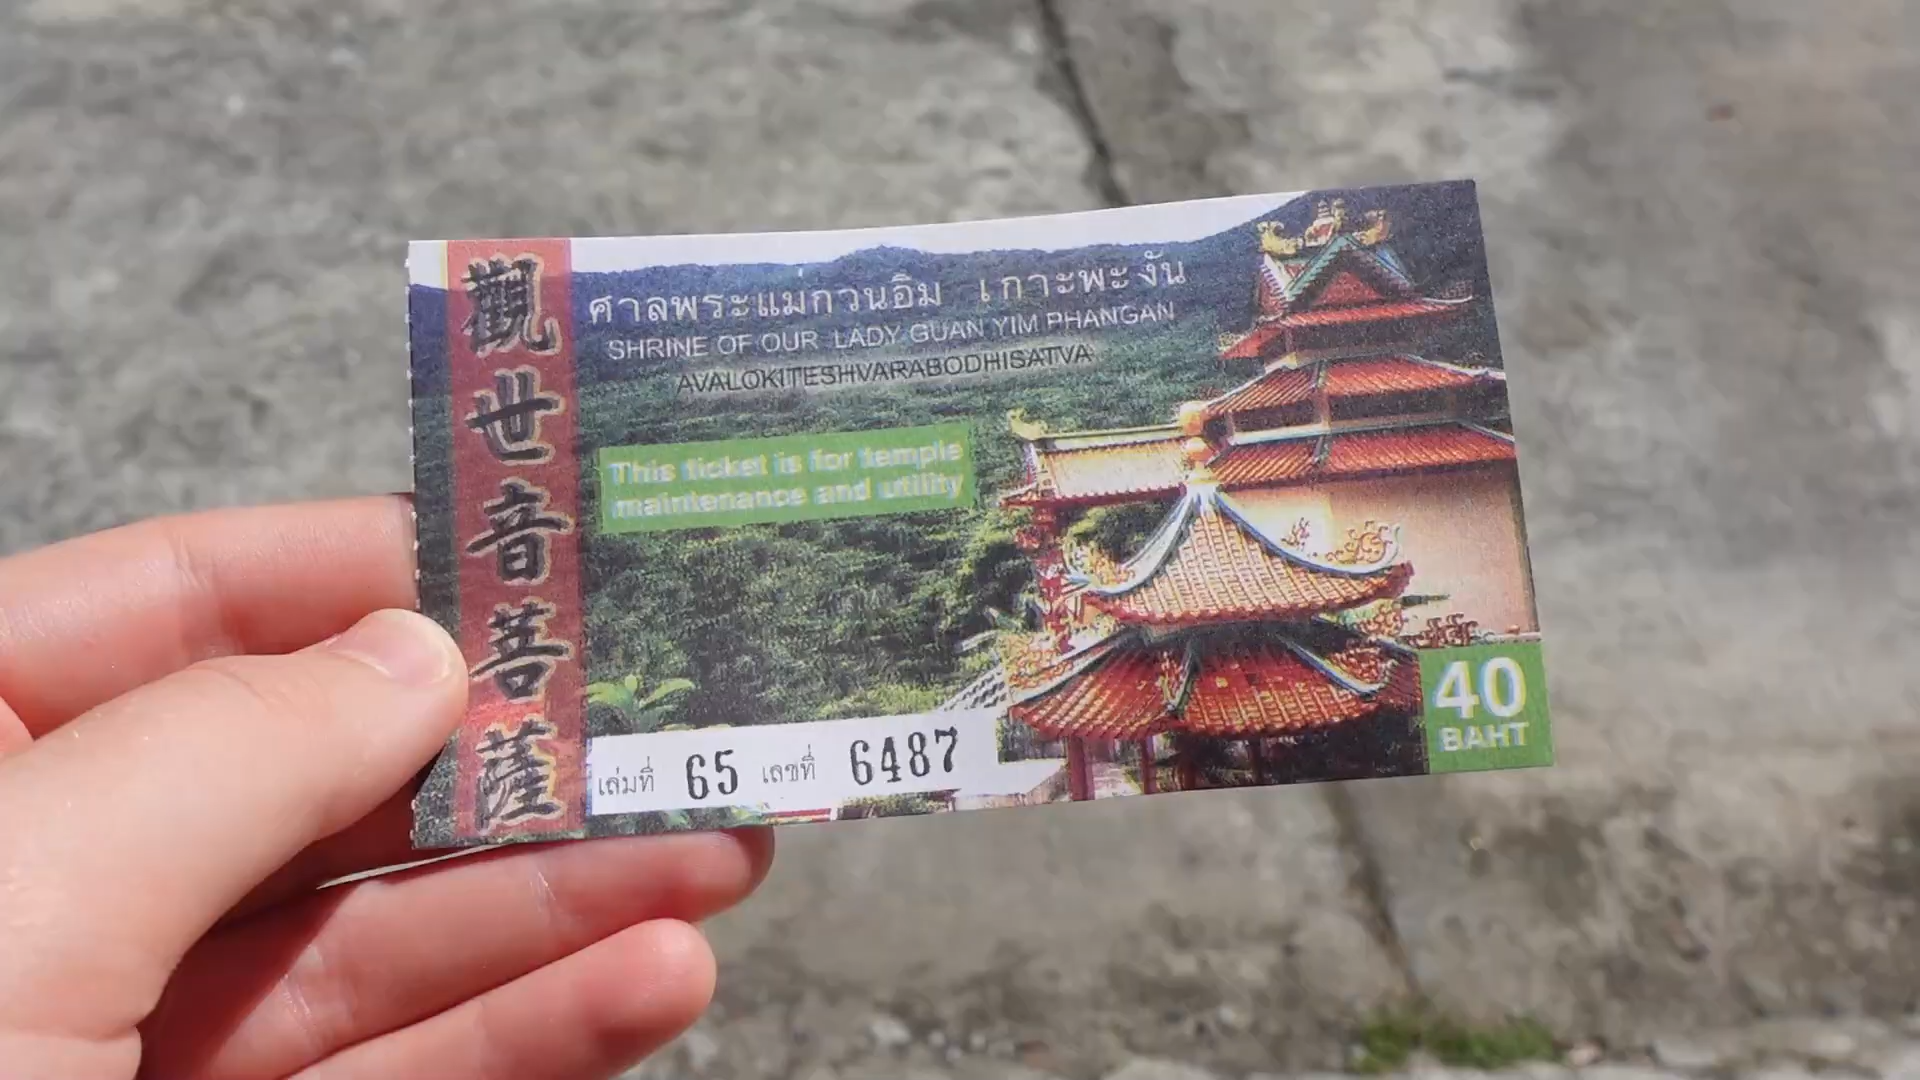 觀世音菩薩
ศาลพระแม่กวนอิม เกาะพะงัน
SHRINE OF OUR LADY GUAN YIM PHANGAN
AVALOKITESHVARABODHISATVA
This ticket is for temple
maintenance and utility
เล่มที่ 65 เลขที่ 6487
40
BAHT